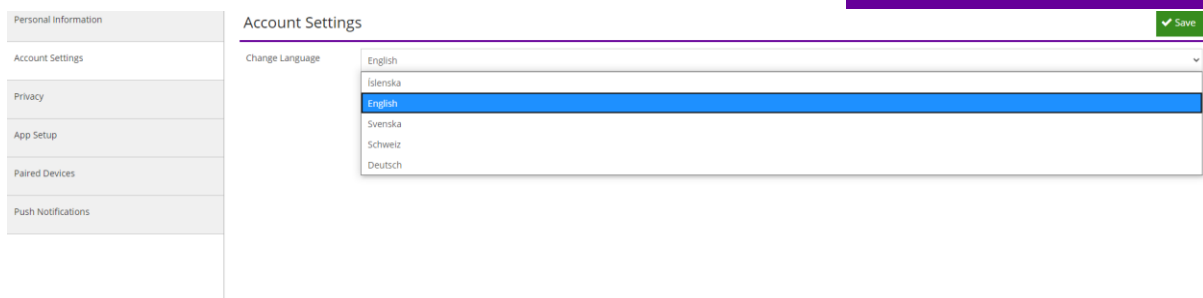 Personal Information
Account Settings
Privacy
App Setup
Paired Devices
Push Notifications
Account Settings
Save
Change Language
English
Íslenska
English
Svenska
Schweiz
Deutsch